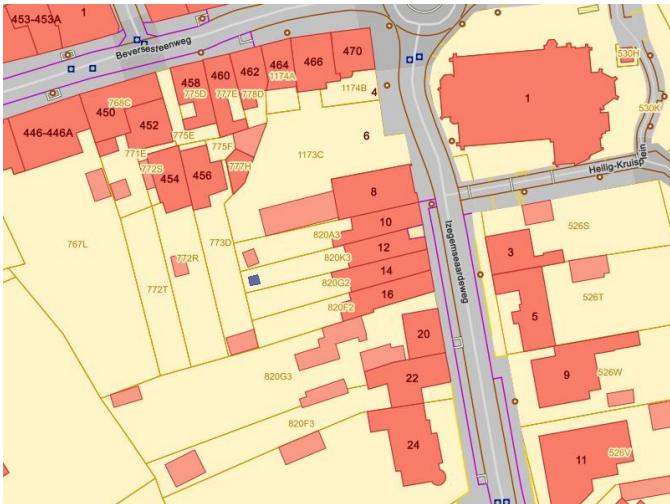 453-453A
1
Beversesteenweg
458
460
462
464
466
470
775D
777E
778D
1174A
1174B
4
1
530H
530K
446-446A
450
768C
452
775E
775F
771E
772S
454
456
777H
1173C
6
Heilig-Kruisplein
8
767L
773D
772R
772T
820A3
10
820K3
12
820G2
14
820F2
16
Izegemseaardeweg
526S
3
526T
5
20
820G3
22
9
526W
820F3
24
11
526V